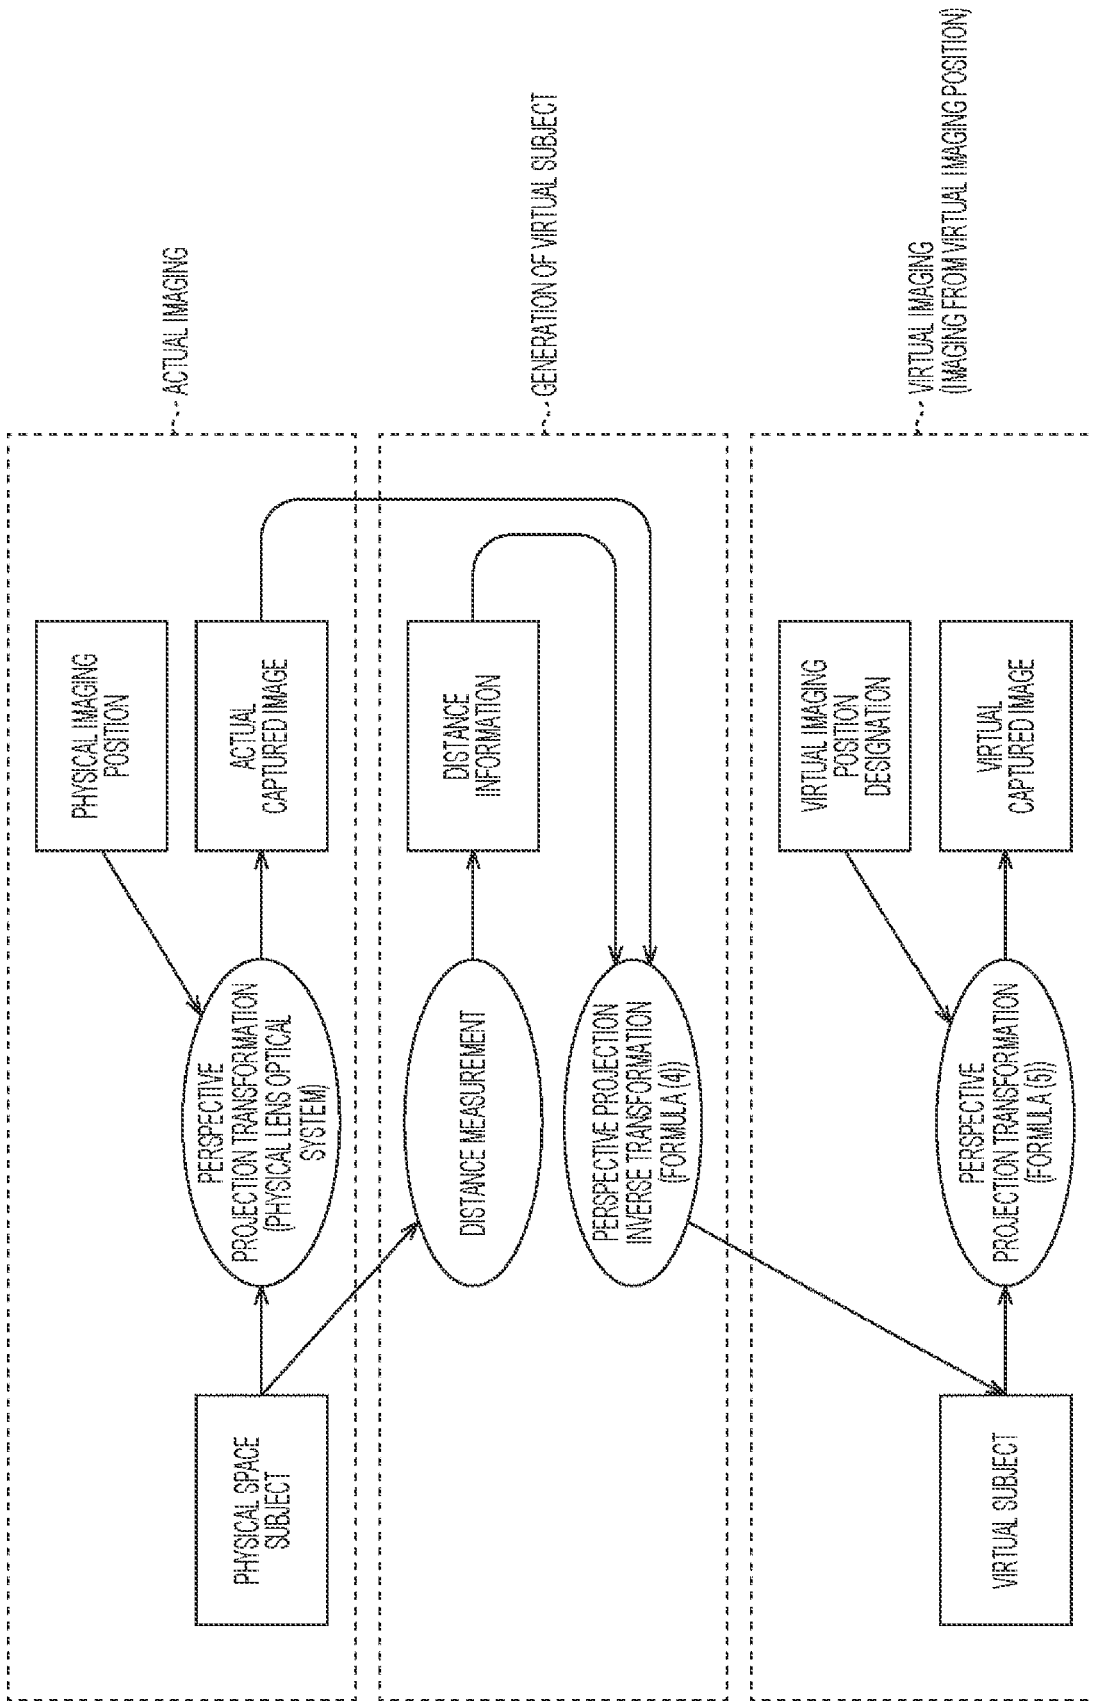 ACTUAL IMAGING
PHYSICAL IMAGING
POSITION
PHYSICAL SPACE
SUBJECT
PERSPECTIVE
PROJECTION TRANSFORMATION
(PHYSICAL LENS OPTICAL
SYSTEM)
ACTUAL
CAPTURED IMAGE
GENERATION OF VIRTUAL SUBJECT
DISTANCE MEASUREMENT
DISTANCE
INFORMATION
PERSPECTIVE PROJECTION
INVERSE TRANSFORMATION
(FORMULA (4))
VIRTUAL IMAGING
(IMAGING FROM VIRTUAL IMAGING POSITION)
VIRTUAL IMAGING
POSITION
DESIGNATION
VIRTUAL SUBJECT
PERSPECTIVE
PROJECTION TRANSFORMATION
(FORMULA (5))
VIRTUAL
CAPTURED IMAGE